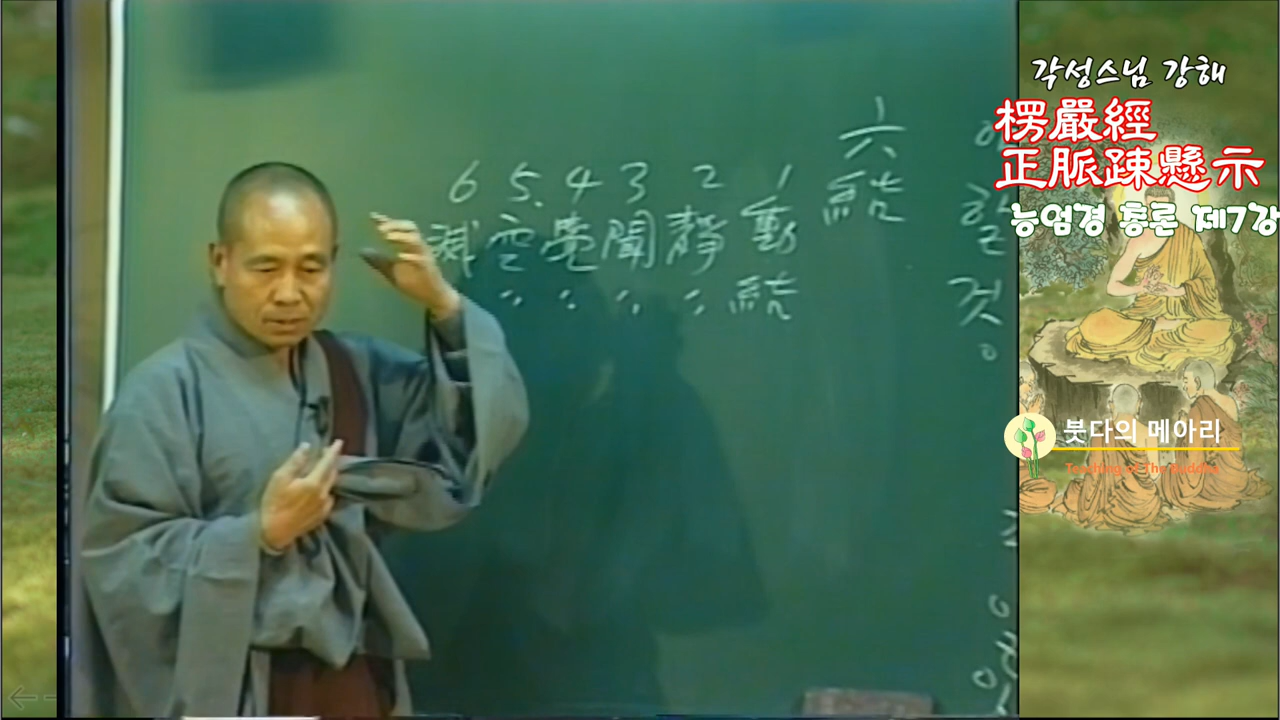 각성스님 강해
楞嚴經
正脈疎懸示
능엄경 총론 제7강
붓다의 메아리
Teaching of The Buddha
六結
6 5. 4 3 2 1
滅 空 覺 聞 靜 動
〃 〃 〃 〃 結
것。